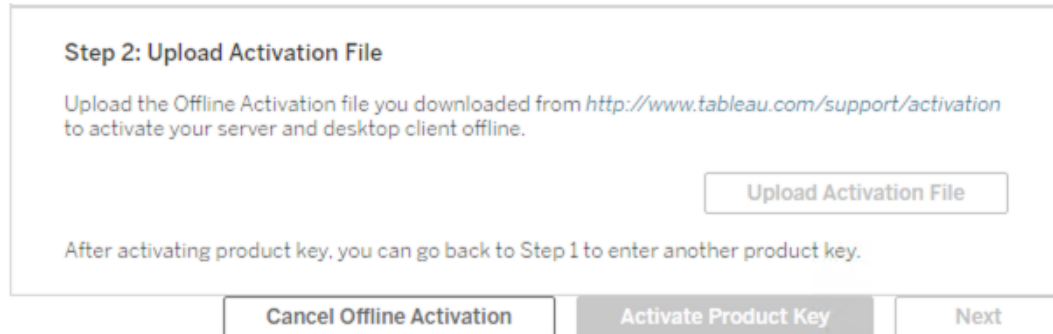 Step 2: Upload Activation File
Upload the Offline Activation file you downloaded from http://www.tableau.com/support/activation
to activate your server and desktop client offline.
Upload Activation File
After activating product key, you can go back to Step 1 to enter another product key.
Cancel Offline Activation Activate Product Key Next